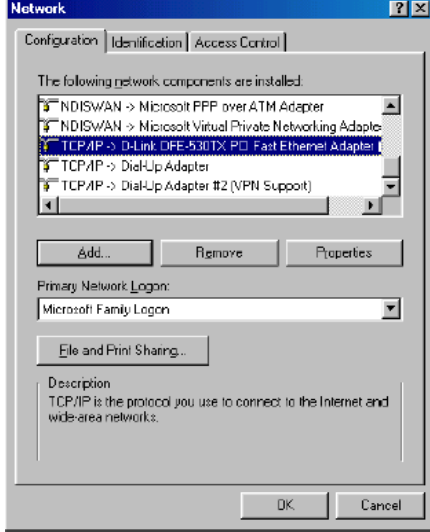 Network
Configuration Identification Access Control
The following network components are installed:
NDISWAN -> Microsoft PPP over ATM Adapter
NDISWAN -> Microsoft Virtual Private Networking Adapte
TCP/IP -> D-Link DFE-530TX PCI Fast Ethernet Adapter
TCP/IP -> Dial-Up Adapter
TCP/IP -> Dial-Up Adapter #2 (VPN Support)
Add... Remove Properties
Primary Network Logon:
Microsoft Family Logon
File and Print Sharing...
Description
TCP/IP is the protocol you use to connect to the Internet and
wide-area networks.
OK Cancel